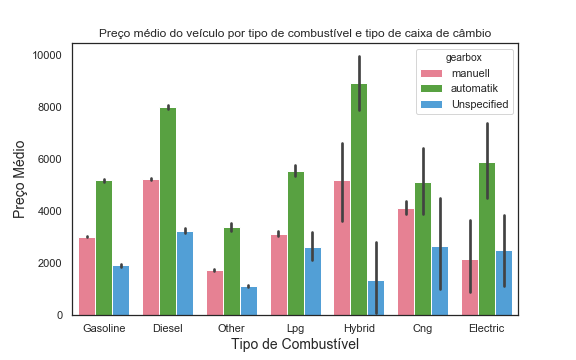 Preço médio do veículo por tipo de combustível e tipo de caixa de câmbio
gearbox
manuell
automatik
Unspecified
Preço Médio
10000
8000
6000
4000
2000
0
Gasoline Diesel Other Lpg Hybrid Cng Electric
Tipo de Combustível